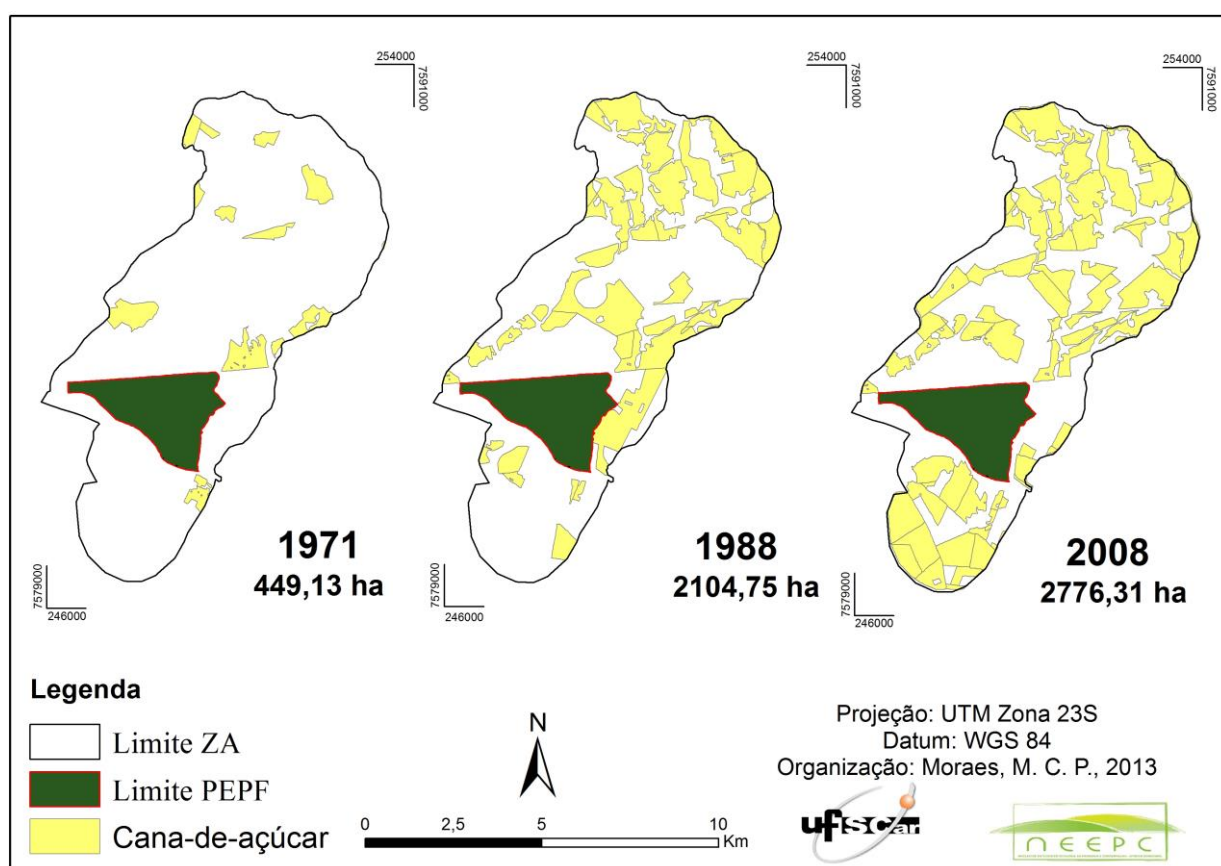 254000
7591000
254000
7591000
254000
7591000
1971
449,13 ha
1988
2104,75 ha
2008
2776,31 ha
7579000
246000
7579000
246000
7579000
246000
Legenda
Limite ZA
Limite PEPF
Cana-de-açúcar
N
0 2,5 5 10
Km
Projeção: UTM Zona 23S
Datum: WGS 84
Organização: Moraes, M. C. P., 2013
ufscar
NEEPC